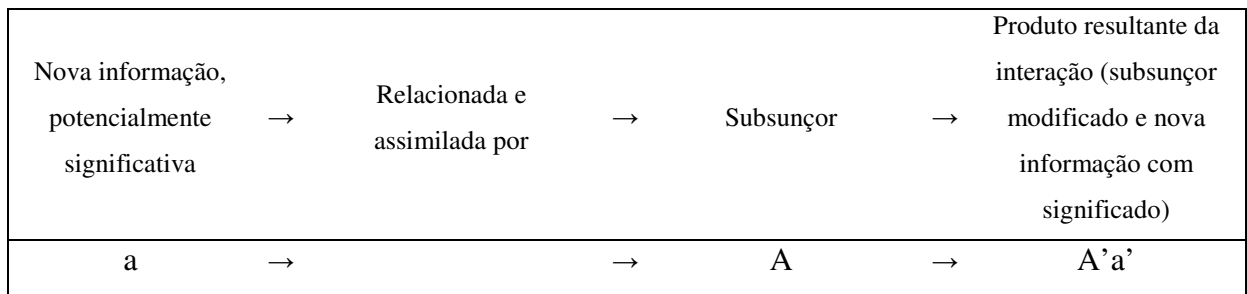 Nova informação,
potencialmente
significativa
→
Relacionada e
assimilada por
→
Subsunçor
→
Produto resultante da
interação (subsunçor
modificado e nova
informação com
significado)
a → → A → A’a’